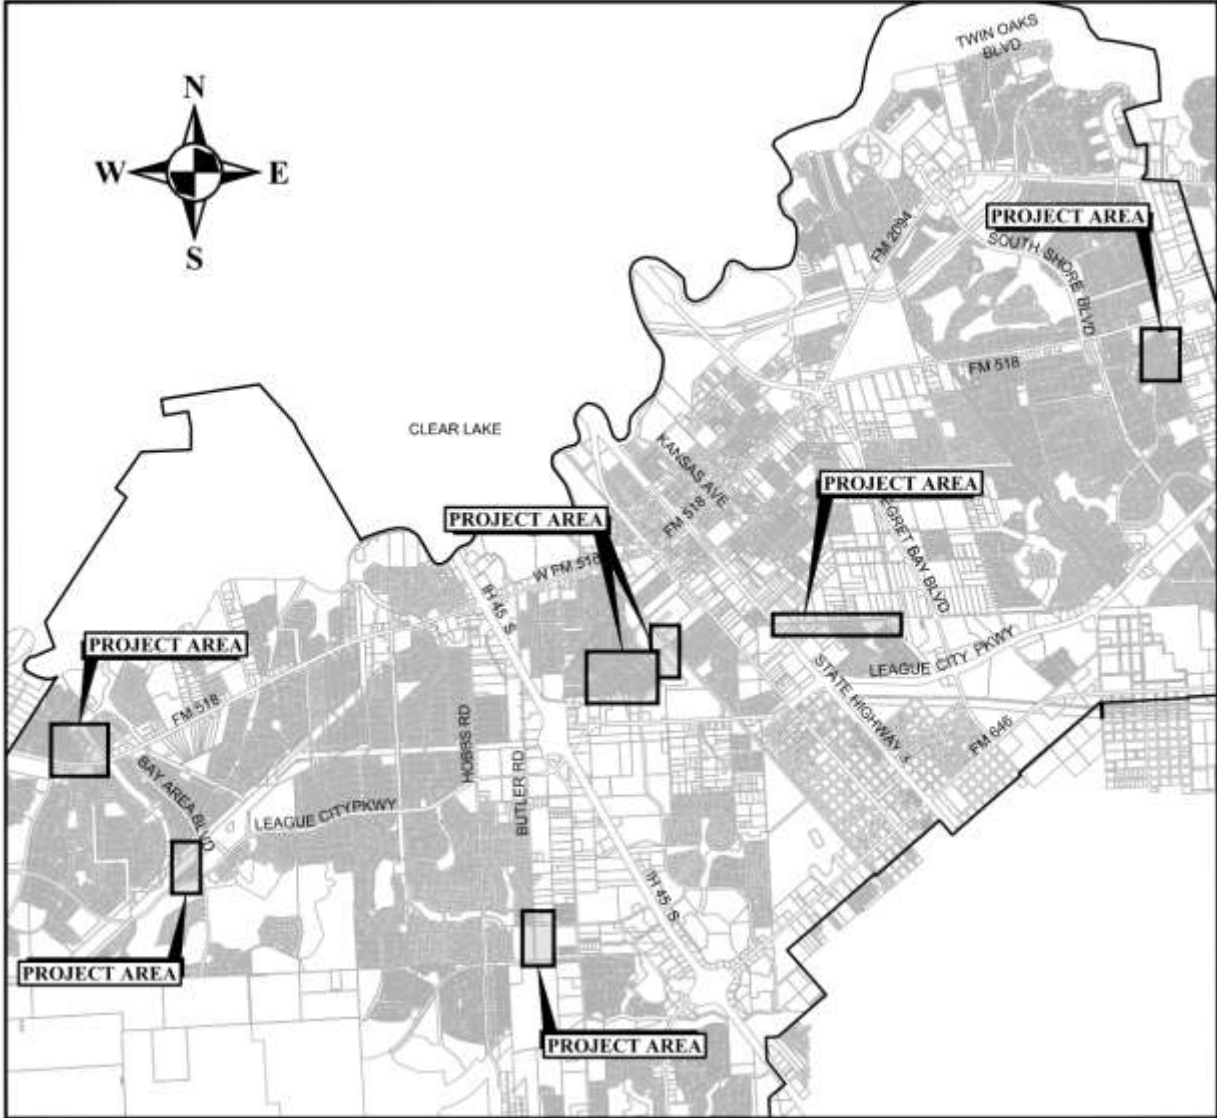 TWIN OAKS
BLVD
N
W
E
S
PROJECT AREA
FM 2094
SOUTH SHORE BLVD
FM 518
CLEAR LAKE
KANSAS AVE
PROJECT AREA
PROJECT AREA
FM 518
EGRET BAY BLVD
W FM 518
IH 45 S
PROJECT AREA
LEAGUE CITY PKWY
STATE HIGHWAY 3
FM 518
HOBBS RD
BUTLER RD
FM 646
BAY AREA BLVD
LEAGUE CITY PKWY
IH 45 S
PROJECT AREA
PROJECT AREA